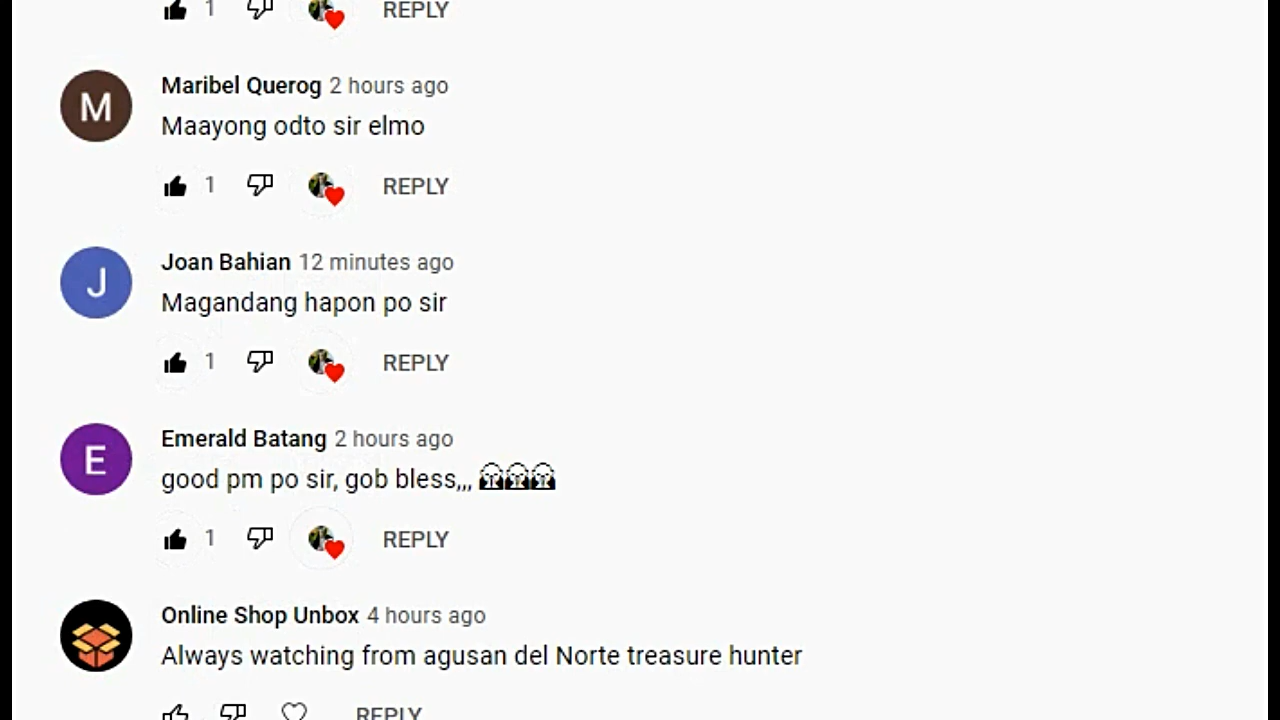 1 REPLY
M
Maribel Querog 2 hours ago
Maayong odto sir elmo
1 REPLY
J
Joan Bahian 12 minutes ago
Magandang hapon po sir
1 REPLY
E
Emerald Batang 2 hours ago
good pm po sir, gob bless,,,
1 REPLY
Online Shop Unbox 4 hours ago
Always watching from agusan del Norte treasure hunter
REPLY